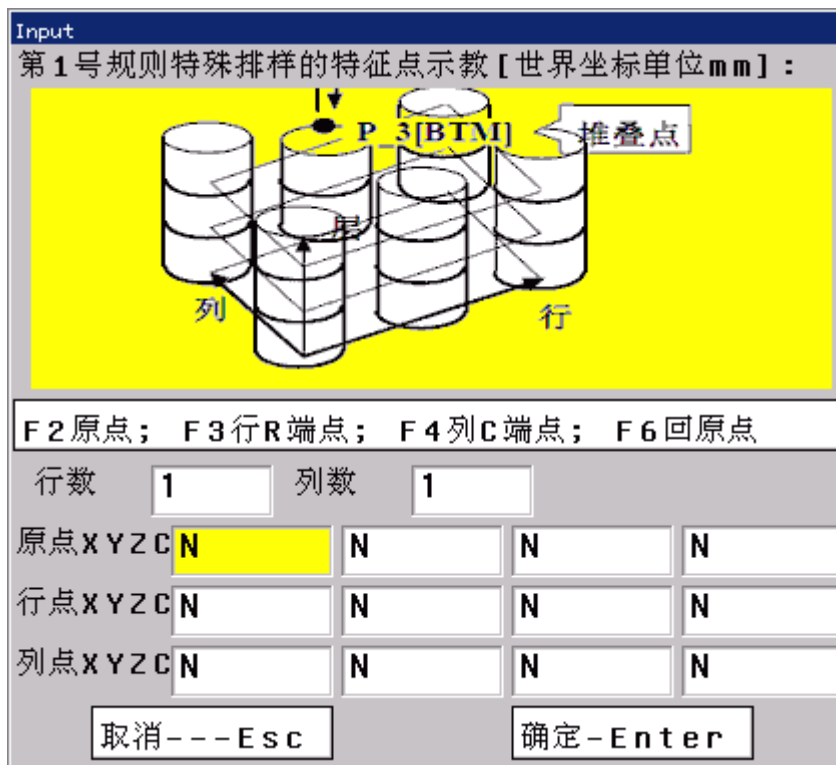 Input
第1号规则特殊排样的特征点示教[世界坐标单位mm]:
P_3[BTM]
堆叠点
层
列
行
F2原点; F3行R端点; F4列C端点; F6回原点
行数 1 列数 1
原点XYZC N N N N
行点XYZC N N N N
列点XYZC N N N N
取消---Esc 确定-Enter